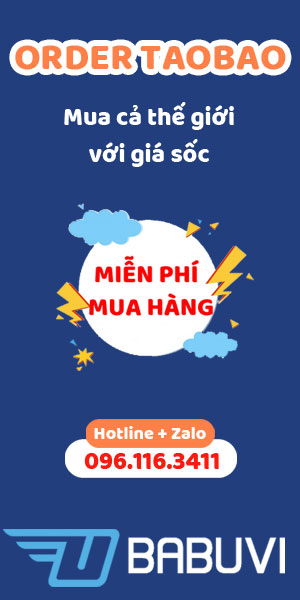 ORDER TAOBAO
Mua cả thế giới
với giá sốc
MIỄN PHÍ
MUA HÀNG
Hotline + Zalo
096.116.3411
BABUVI